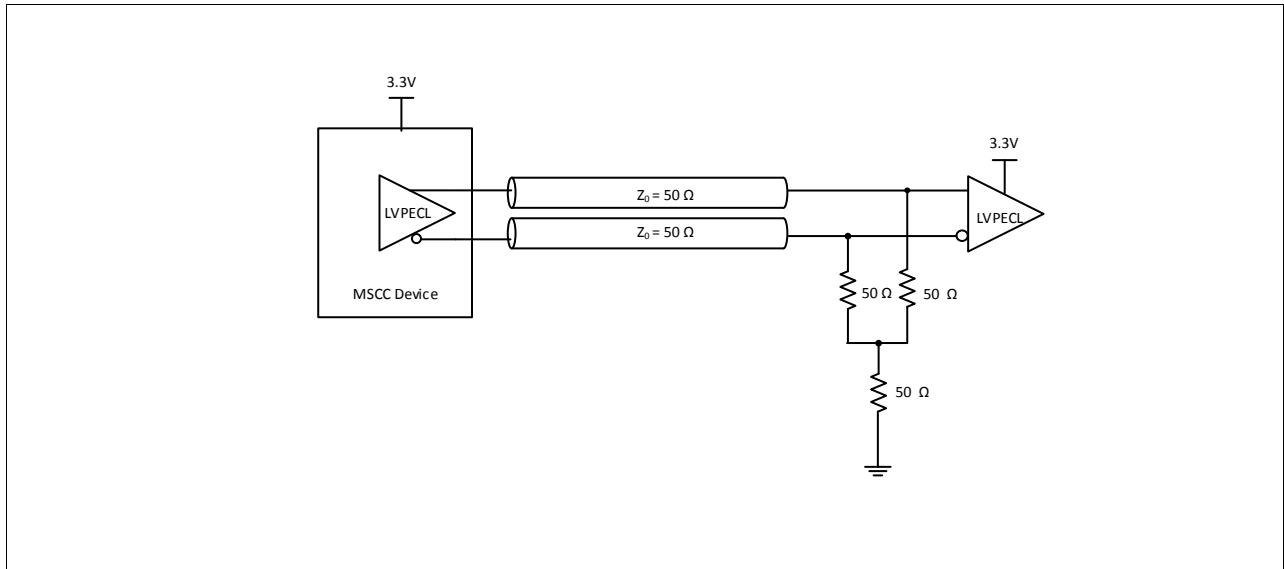 3.3V
3.3V
LVPECL
Z₀ = 50 Ω
LVPECL
Z₀ = 50 Ω
MSCC Device
50 Ω
50 Ω
50 Ω